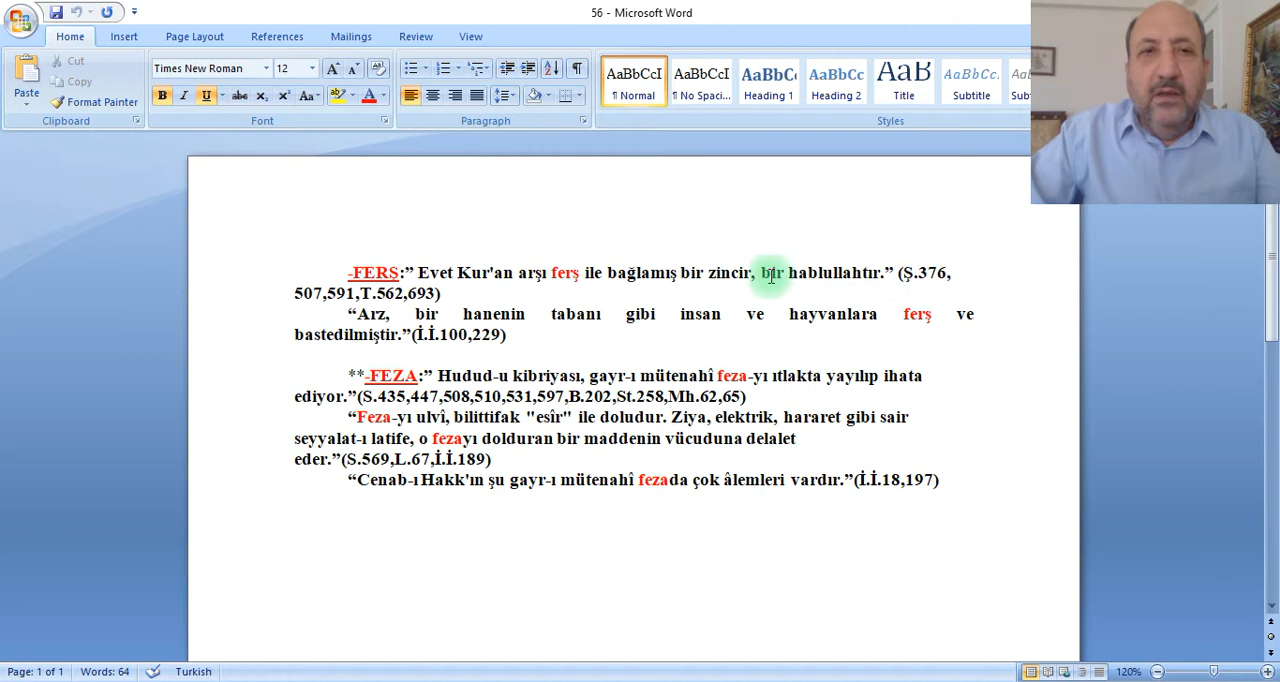 56 - Microsoft Word
Home Insert Page Layout References Mailings Review View
Paste
Cut
Copy
Format Painter
Clipboard
Times New Roman 12
Font
Paragraph
AaBbCcI AaBbCcI AaBbC AaBbCc AaB AaBbCc.
¶ Normal ¶ No Spaci... Heading 1 Heading 2 Title Subtitle
Styles
-FERŞ:” Evet Kur'an arşı ferş ile bağlamış bir zincir, bir hablullahtır.” (Ş.376,
507,591,T.562,693)
“Arz, bir hanenin tabanı gibi insan ve hayvanlara ferş ve
bastedilmiştir.”(İ.İ.100,229)
**-FEZA:” Hudud-u kibriyası, gayr-ı mütenahî feza-yı ıtlakta yayılıp ihata
ediyor.”(S.435,447,508,510,531,597,B.202,St.258,Mh.62,65)
“Feza-yı ulvî, bilittifak "esîr" ile doludur. Ziya, elektrik, hararet gibi sair
seyyalat-ı latife, o fezayı dolduran bir maddenin vücuduna delalet
eder.”(S.569,L.67,İ.İ.189)
“Cenab-ı Hakk'ın şu gayr-ı mütenahî fezada çok âlemleri vardır.”(İ.İ.18,197)
Page: 1 of 1 Words: 64 Turkish 120%